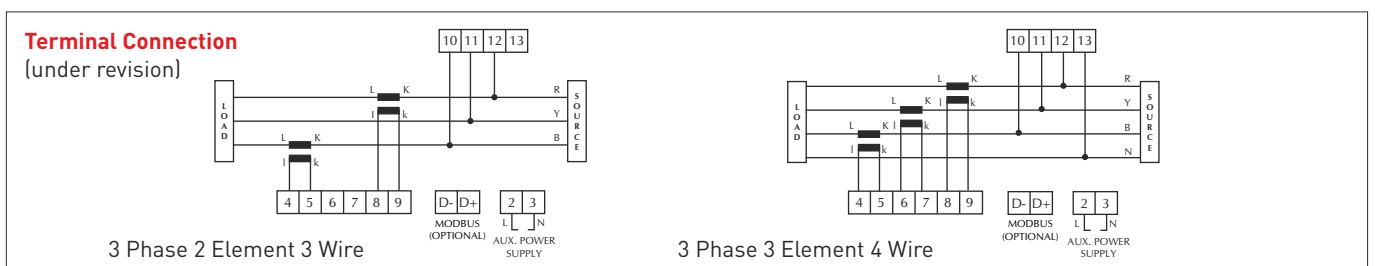 Terminal Connection
(under revision)
10 11 12 13
L K
R
l k
Y
L K
B
l k
LOAD
SOURCE
4 5 6 7 8 9
D- D+
2 3
MODBUS
(OPTIONAL)
L N
AUX. POWER
SUPPLY
3 Phase 2 Element 3 Wire
10 11 12 13
L K
R
L K l k
Y
L K l k
B
l k
N
LOAD
SOURCE
4 5 6 7 8 9
D- D+
2 3
MODBUS
(OPTIONAL)
L N
AUX. POWER
SUPPLY
3 Phase 3 Element 4 Wire